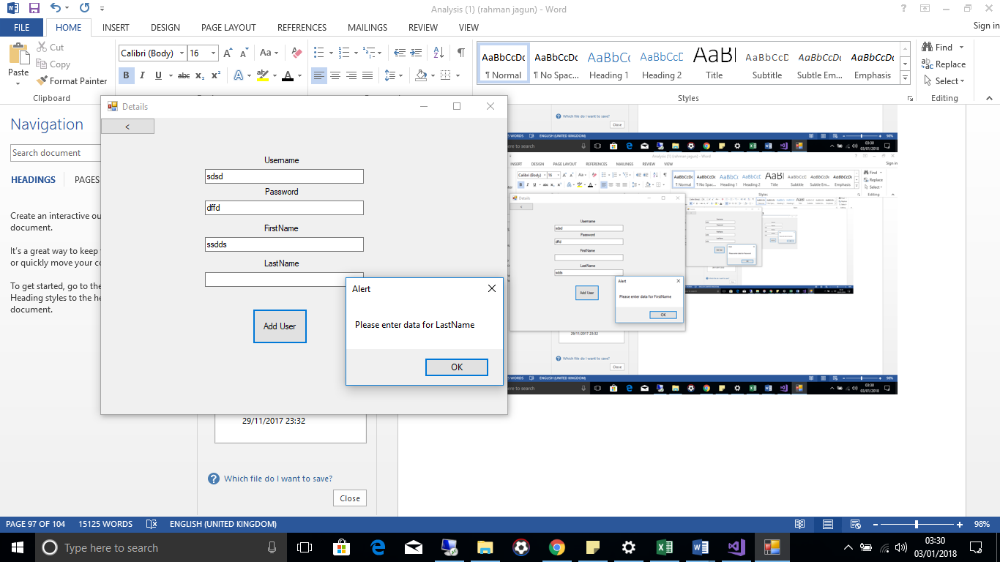 Analysis (1) (rahman jagun) - Word
FILE HOME INSERT DESIGN PAGE LAYOUT REFERENCES MAILINGS REVIEW VIEW Sign in
Paste
Cut
Copy
Format Painter
Clipboard
Calibri (Body) 16
B I U abc x₂ x²
AaBbCcDc AaBbCcDc AaBbCc AaBbCcD AaBl AaBbCcD AaBbCcDc AaBbCcDc
¶ Normal ¶ No Spac... Heading 1 Heading 2 Title Subtitle Subtle Em... Emphasis
Styles
Find
Replace
Select
Editing
Navigation
Search document
HEADINGS PAGES
Create an interactive ou
document.
It's a great way to keep
or quickly move your co
To get started, go to the
Heading styles to the he
document.
Details
<
Username
sdsd
Password
dffd
FirstName
ssdds
LastName
Add User
Alert
Please enter data for LastName
OK
29/11/2017 23:32
Which file do I want to save?
Close
Which file do I want to save?
Close
WORDS ENGLISH (UNITED KINGDOM) 98%
ere to search
03:30
03/01/2018
Analysis (1) (rahman jagun) - Word
INSERT DESIGN PAGE LAYOUT REFERENCES MAILINGS REVIEW VIEW Sign in
Calibri (Body) 16
¶ Normal ¶ No Spac... Heading 1 Heading 2 Title Subtitle Subtle Em... Emphasis
Styles
Find
Replace
Select
Editing
Details
<
Username
sdsd
Password
dffd
FirstName
LastName
sdds
Add User
Alert
Please enter data for FirstName
OK
29/11/2017 23:32
Which file do I want to save?
Close
WORDS ENGLISH (UNITED KINGDOM) 98%
ere to search
03:30
03/01/2018
PAGE 97 OF 104 15125 WORDS ENGLISH (UNITED KINGDOM) 98%
Type here to search
03:30
03/01/2018